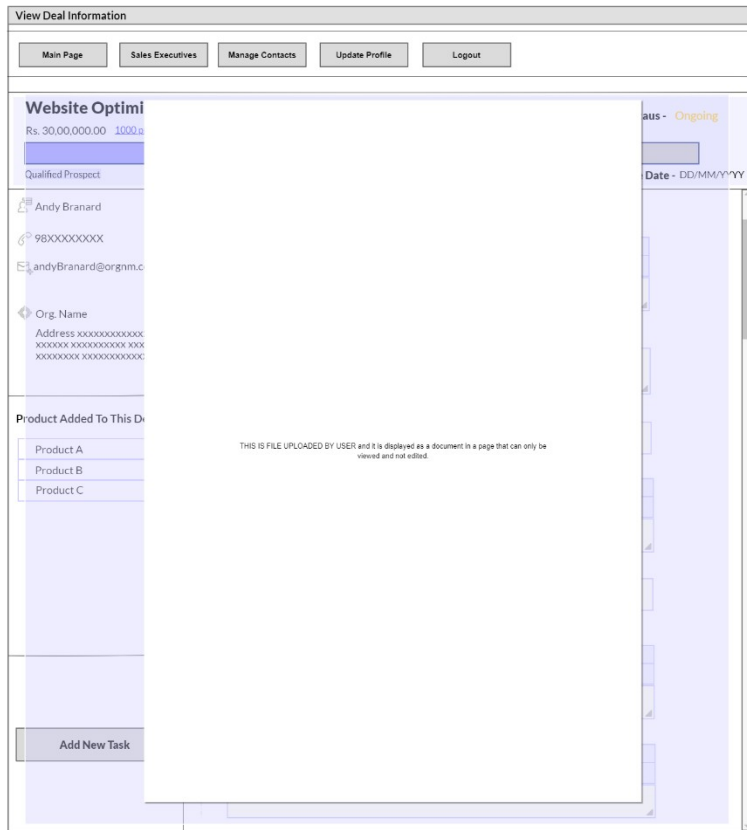 View Deal Information
Main Page
Sales Executives
Manage Contacts
Update Profile
Logout
Website Optimi
Rs. 30,00,000.00
Ongoing
Qualified Prospect
Date - DD/MM/YYYY
Andy Branard
98XXXXXXXX
andyBranard@orgnm.c
Org. Name
Address xxxxxxxxxxxx
xxxxxx xxxxxxxxxx xxx
xxxxxxxx xxxxxxxxxxx
Product Added To This De
Product A
Product B
Product C
THIS IS FILE UPLOADED BY USER and it is displayed as a document in a page that can only be
viewed and not edited.
Add New Task